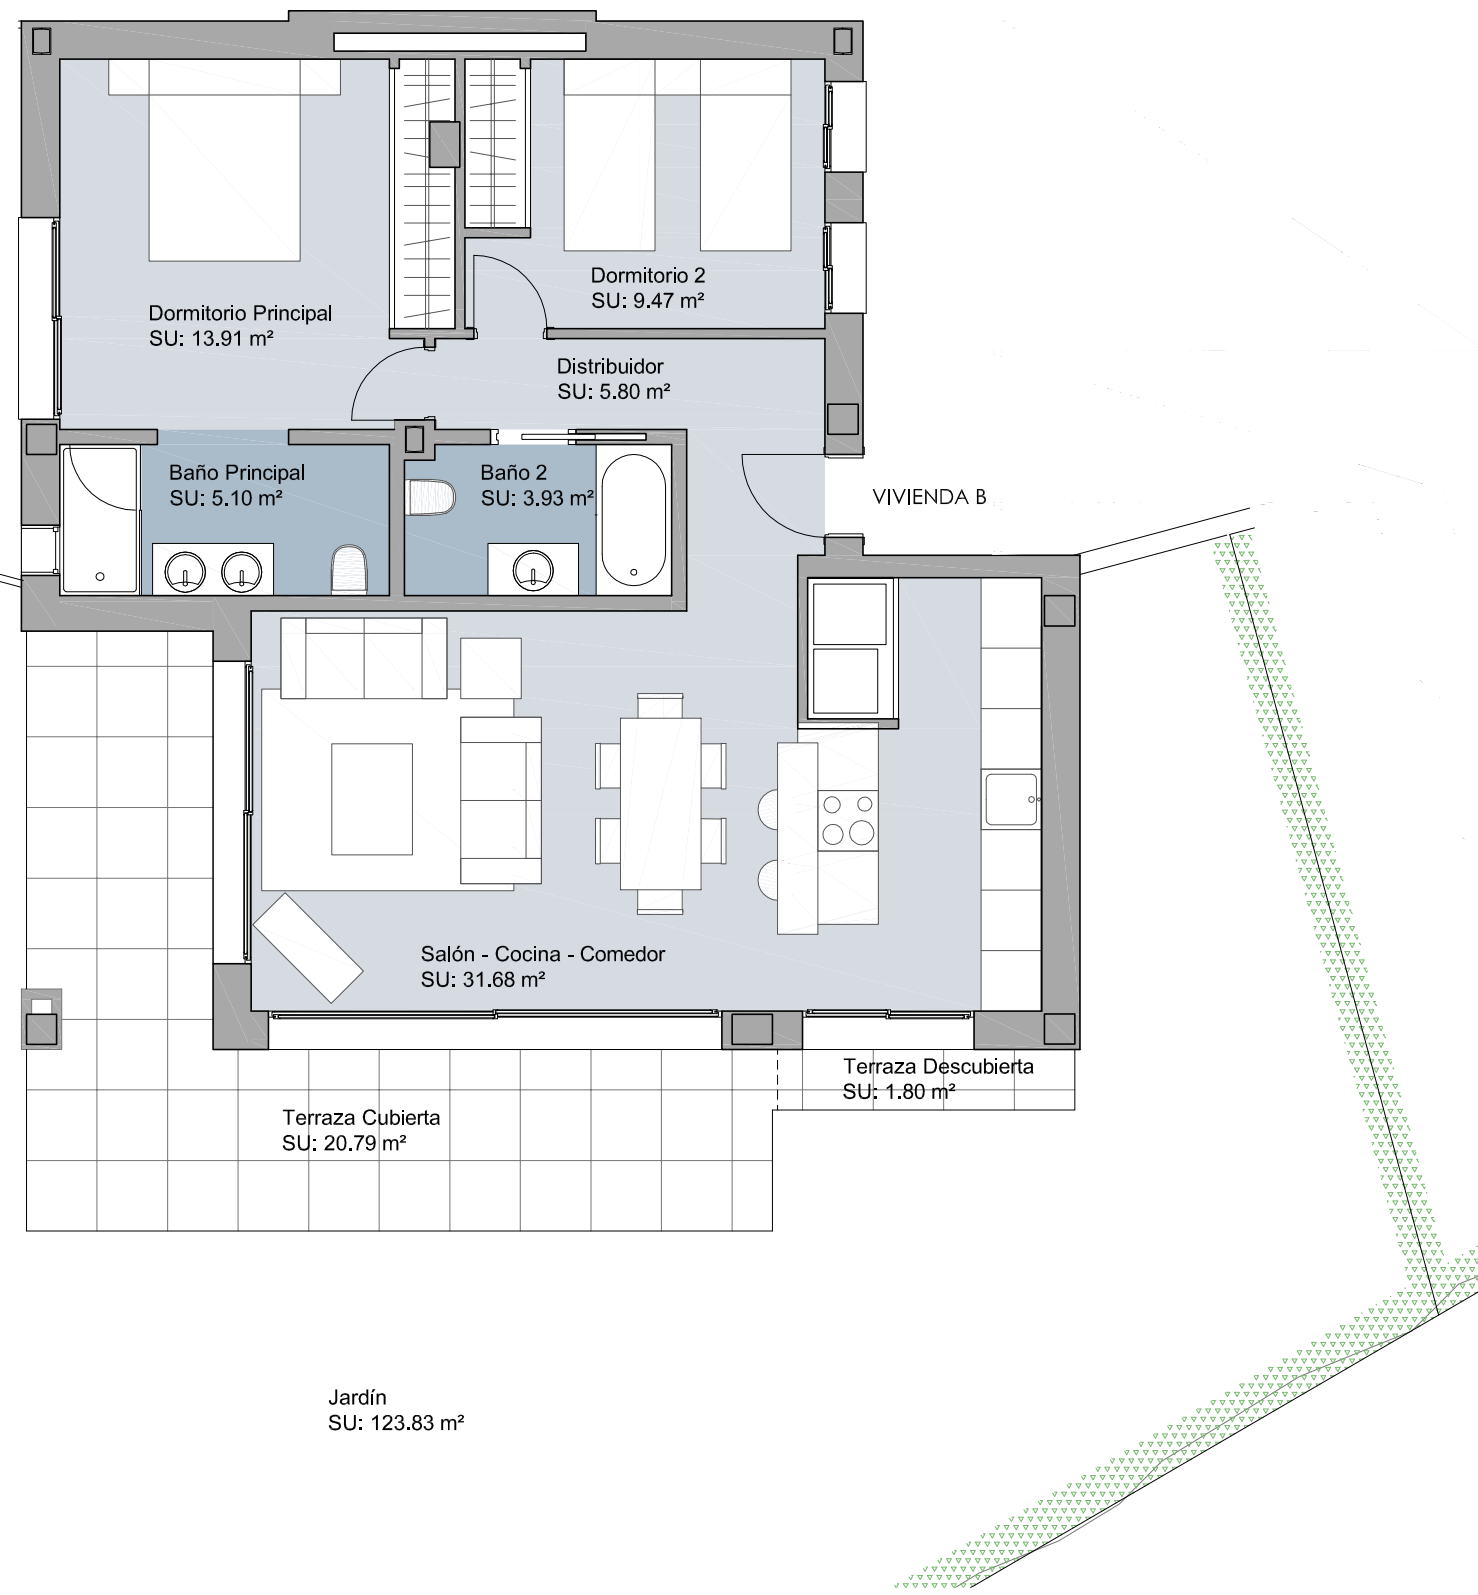 Dormitorio 2
SU: 9.47 m²
Dormitorio Principal
SU: 13.91 m²
Distribuidor
SU: 5.80 m²
Baño Principal
SU: 5.10 m²
Baño 2
SU: 3.93 m²
VIVIENDA B
Salón - Cocina - Comedor
SU: 31.68 m²
Terraza Descubierta
SU: 1.80 m²
Terraza Cubierta
SU: 20.79 m²
Jardín
SU: 123.83 m²